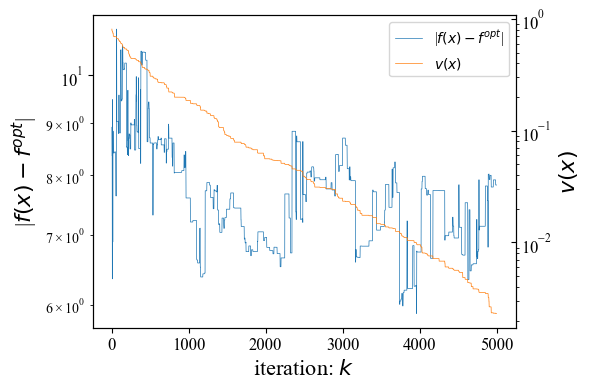 |f(x) − f^{opt}|
v(x)
10^1
9 × 10^0
8 × 10^0
7 × 10^0
6 × 10^0
|f(x) − f^{opt}|
10^0
10^{−1}
10^{−2}
v(x)
0 1000 2000 3000 4000 5000
iteration: k